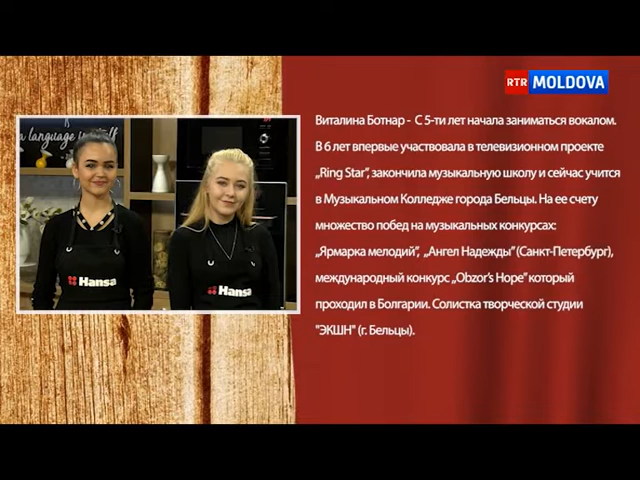 RTR MOLDOVA
Виталина Ботнар - С 5-ти лет начала заниматься вокалом.
В 6 лет впервые участвовала в телевизионном проекте
„Ring Star”, закончила музыкальную школу и сейчас учится
в Музыкальном Колледже города Бельцы. На ее счету
множество побед на музыкальных конкурсах:
„Ярмарка мелодий”, „Ангел Надежды” (Санкт-Петербург),
международный конкурс „Obzor’s Hope” который
проходил в Болгарии. Солистка творческой студии
"ЭКШН" (г. Бельцы).
language
Hansa
Hansa